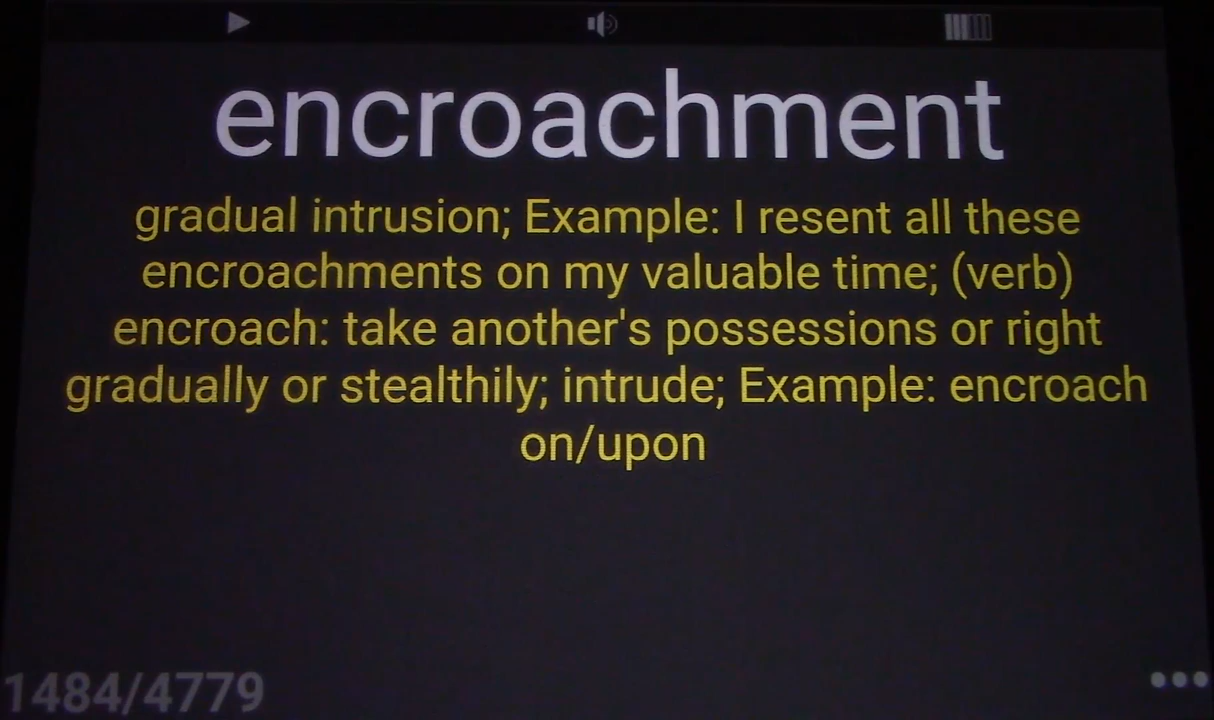 encroachment
gradual intrusion; Example: I resent all these
encroachments on my valuable time; (verb)
encroach: take another's possessions or right
gradually or stealthily; intrude; Example: encroach
on/upon
1484/4779